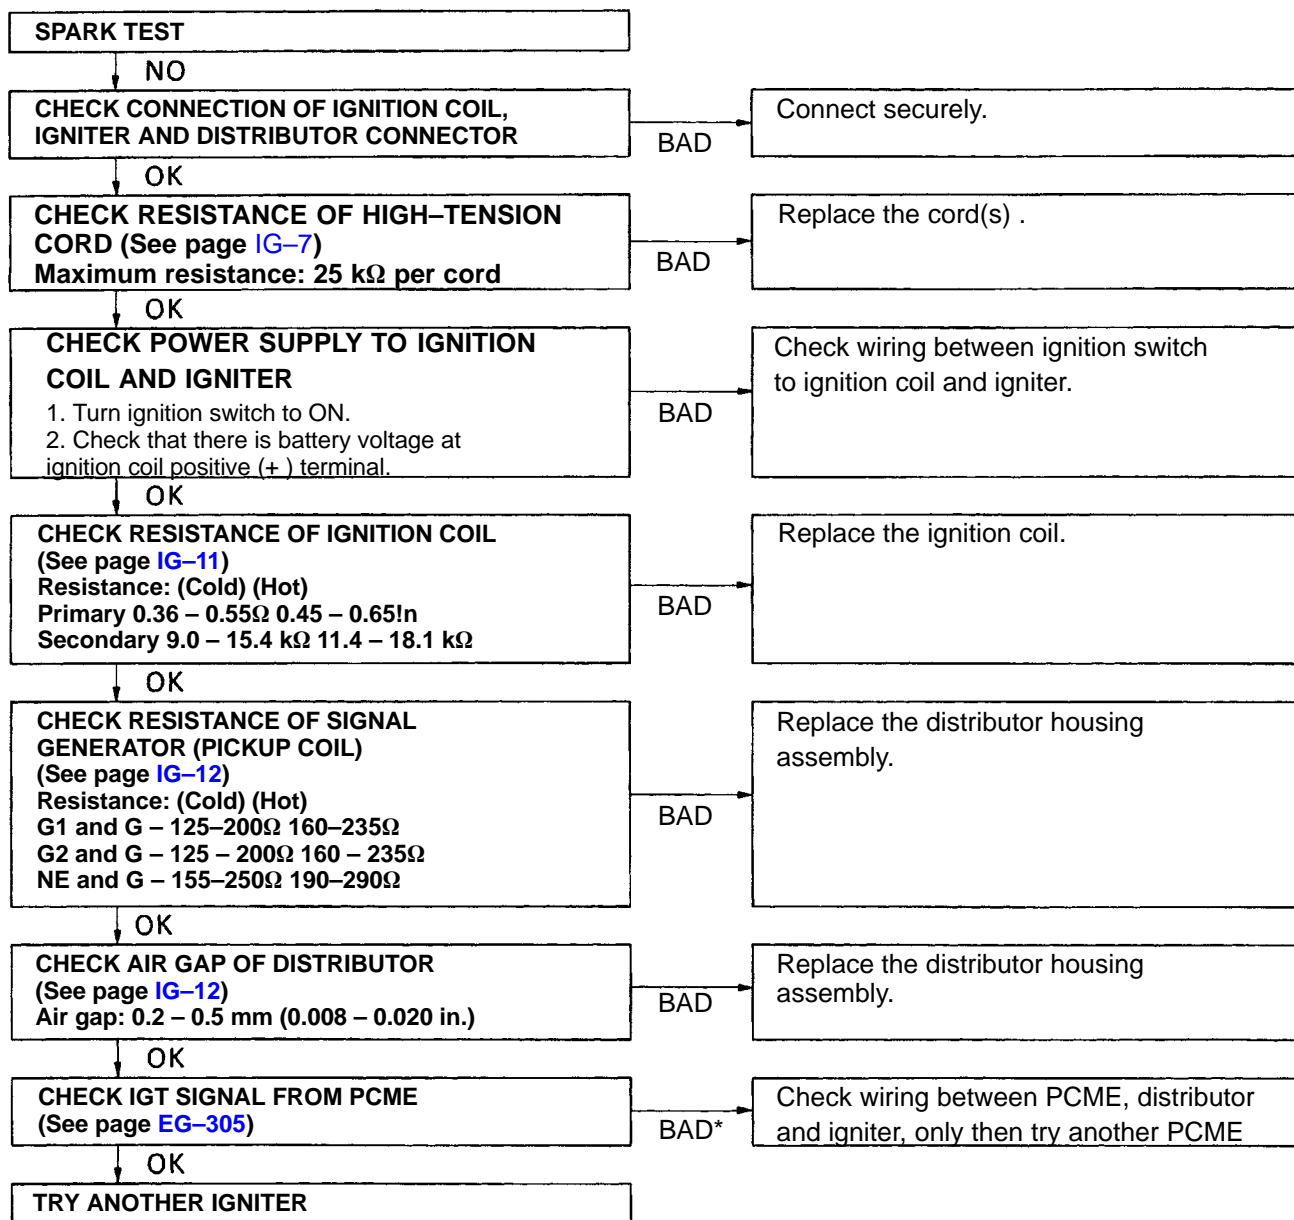 SPARK TEST
NO
CHECK CONNECTION OF IGNITION COIL,
IGNITER AND DISTRIBUTOR CONNECTOR
BAD
Connect securely.
OK
CHECK RESISTANCE OF HIGH–TENSION
CORD (See page IG–7)
Maximum resistance: 25 kΩ per cord
BAD
Replace the cord(s) .
OK
CHECK POWER SUPPLY TO IGNITION
COIL AND IGNITER
1. Turn ignition switch to ON.
2. Check that there is battery voltage at
ignition coil positive (+ ) terminal.
BAD
Check wiring between ignition switch
to ignition coil and igniter.
OK
CHECK RESISTANCE OF IGNITION COIL
(See page IG–11)
Resistance: (Cold) (Hot)
Primary 0.36 – 0.55Ω 0.45 – 0.65!n
Secondary 9.0 – 15.4 kΩ 11.4 – 18.1 kΩ
BAD
Replace the ignition coil.
OK
CHECK RESISTANCE OF SIGNAL
GENERATOR (PICKUP COIL)
(See page IG–12)
Resistance: (Cold) (Hot)
G1 and G – 125–200Ω 160–235Ω
G2 and G – 125 – 200Ω 160 – 235Ω
NE and G – 155–250Ω 190–290Ω
BAD
Replace the distributor housing
assembly.
OK
CHECK AIR GAP OF DISTRIBUTOR
(See page IG–12)
Air gap: 0.2 – 0.5 mm (0.008 – 0.020 in.)
BAD
Replace the distributor housing
assembly.
OK
CHECK IGT SIGNAL FROM PCME
(See page EG–305)
BAD*
Check wiring between PCME, distributor
and igniter, only then try another PCME
OK
TRY ANOTHER IGNITER